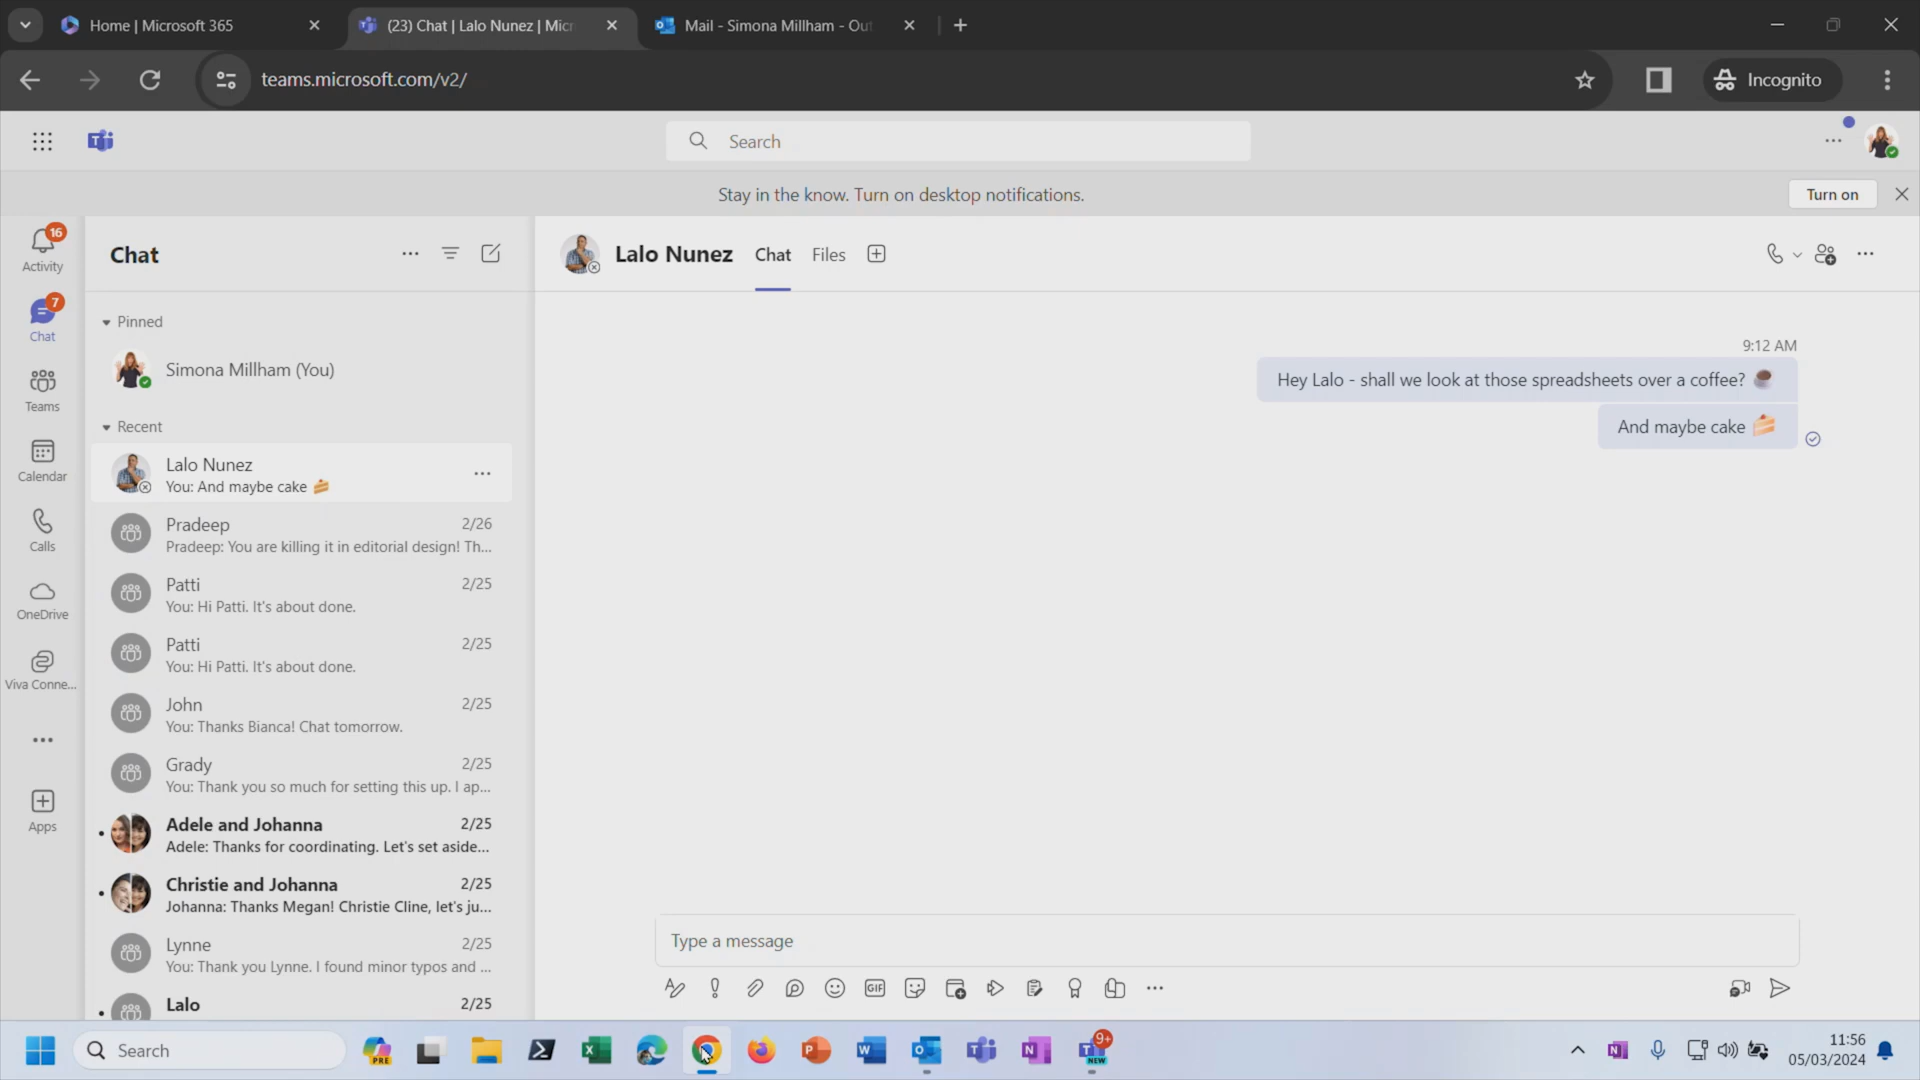 Home | Microsoft 365
(23) Chat | Lalo Nunez | Micr
Mail - Simona Millham - Out
teams.microsoft.com/v2/
Incognito
Search
Stay in the know. Turn on desktop notifications.
Turn on
16
Activity
7
Chat
Teams
Calendar
Calls
OneDrive
Viva Conne...
Apps
Chat
Pinned
Simona Millham (You)
Recent
Lalo Nunez
You: And maybe cake 🍰
Pradeep 2/26
Pradeep: You are killing it in editorial design! Th...
Patti 2/25
You: Hi Patti. It's about done.
Patti 2/25
You: Hi Patti. It's about done.
John 2/25
You: Thanks Bianca! Chat tomorrow.
Grady 2/25
You: Thank you so much for setting this up. I ap...
Adele and Johanna 2/25
Adele: Thanks for coordinating. Let's set aside...
Christie and Johanna 2/25
Johanna: Thanks Megan! Christie Cline, let's ju...
Lynne 2/25
You: Thank you Lynne. I found minor typos and ...
Lalo 2/25
Lalo Nunez Chat Files
9:12 AM
Hey Lalo - shall we look at those spreadsheets over a coffee? ☕
And maybe cake 🍰
Type a message
GIF
Search
PRE
9+
NEW
11:56
05/03/2024